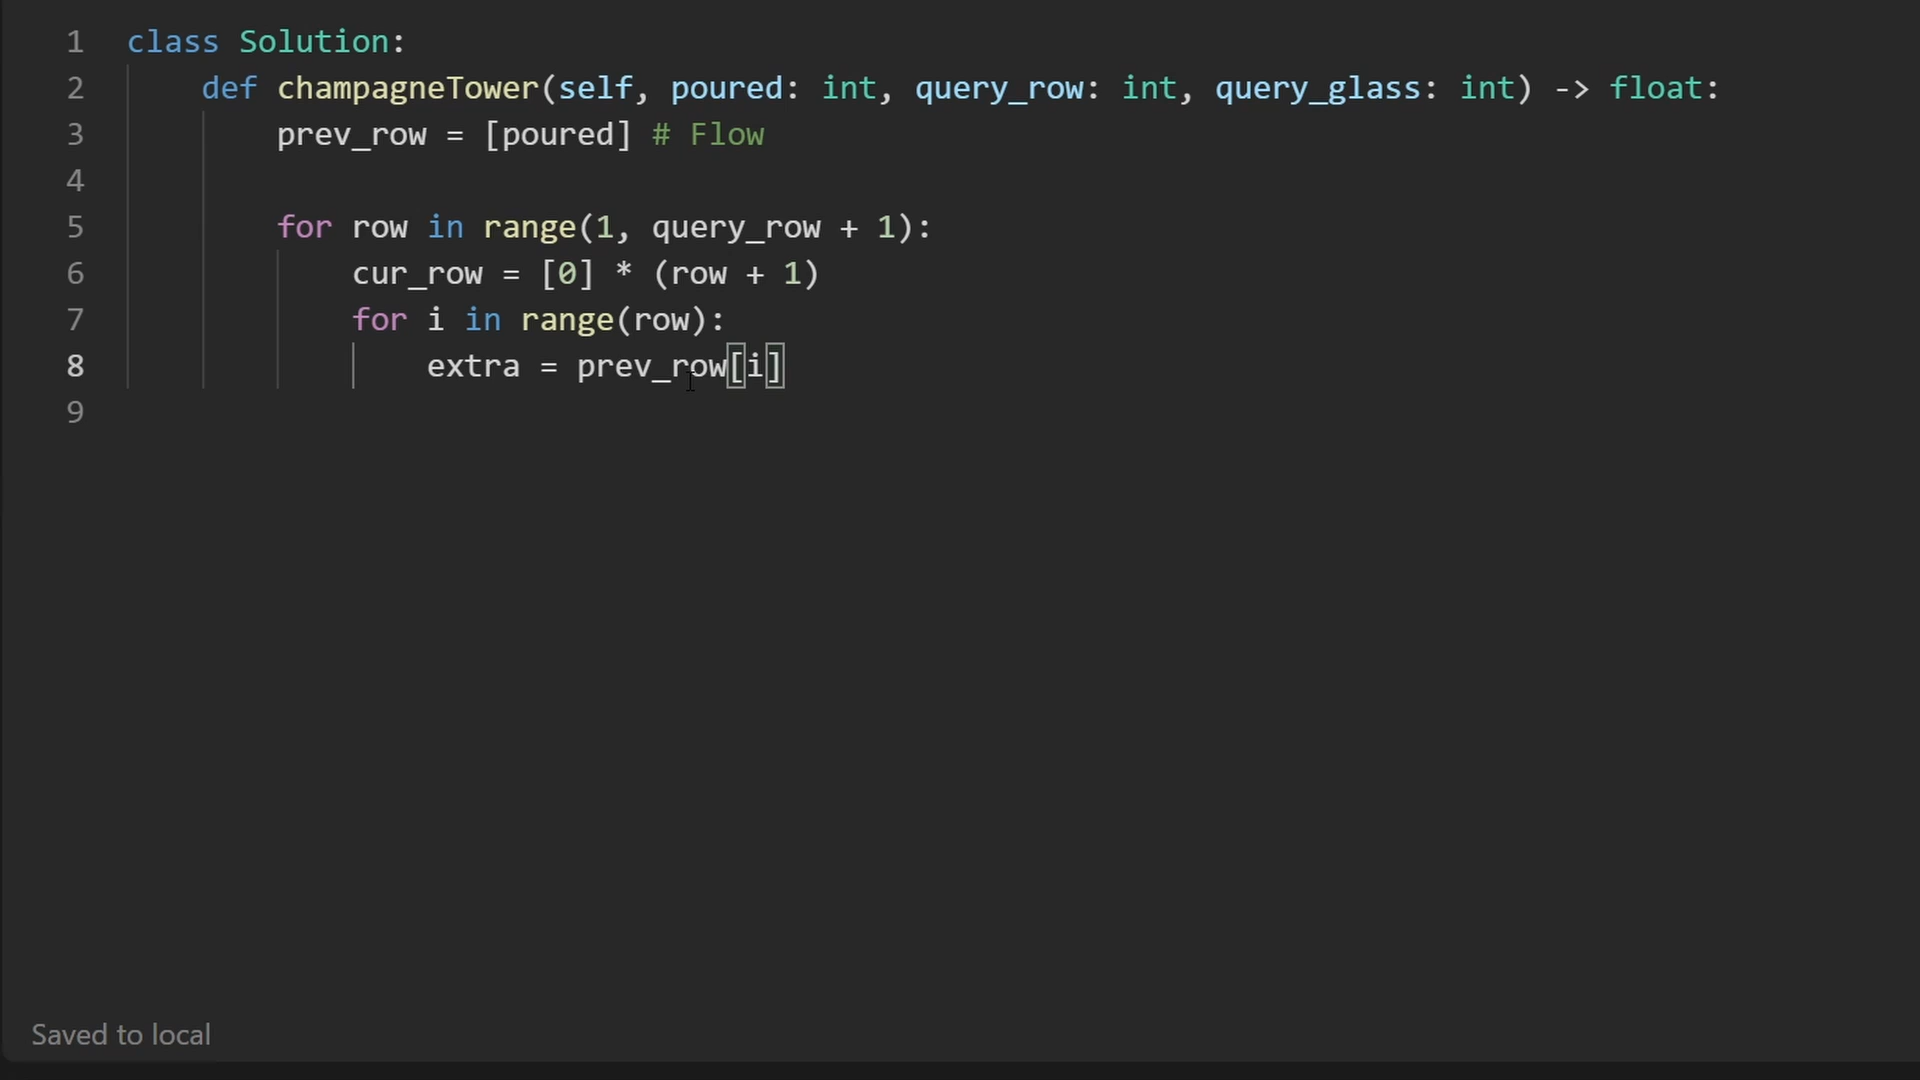 1 class Solution:
2 def champagneTower(self, poured: int, query_row: int, query_glass: int) -> float:
3 prev_row = [poured] # Flow
4
5 for row in range(1, query_row + 1):
6 cur_row = [0] * (row + 1)
7 for i in range(row):
8 extra = prev_row[i]
9
Saved to local